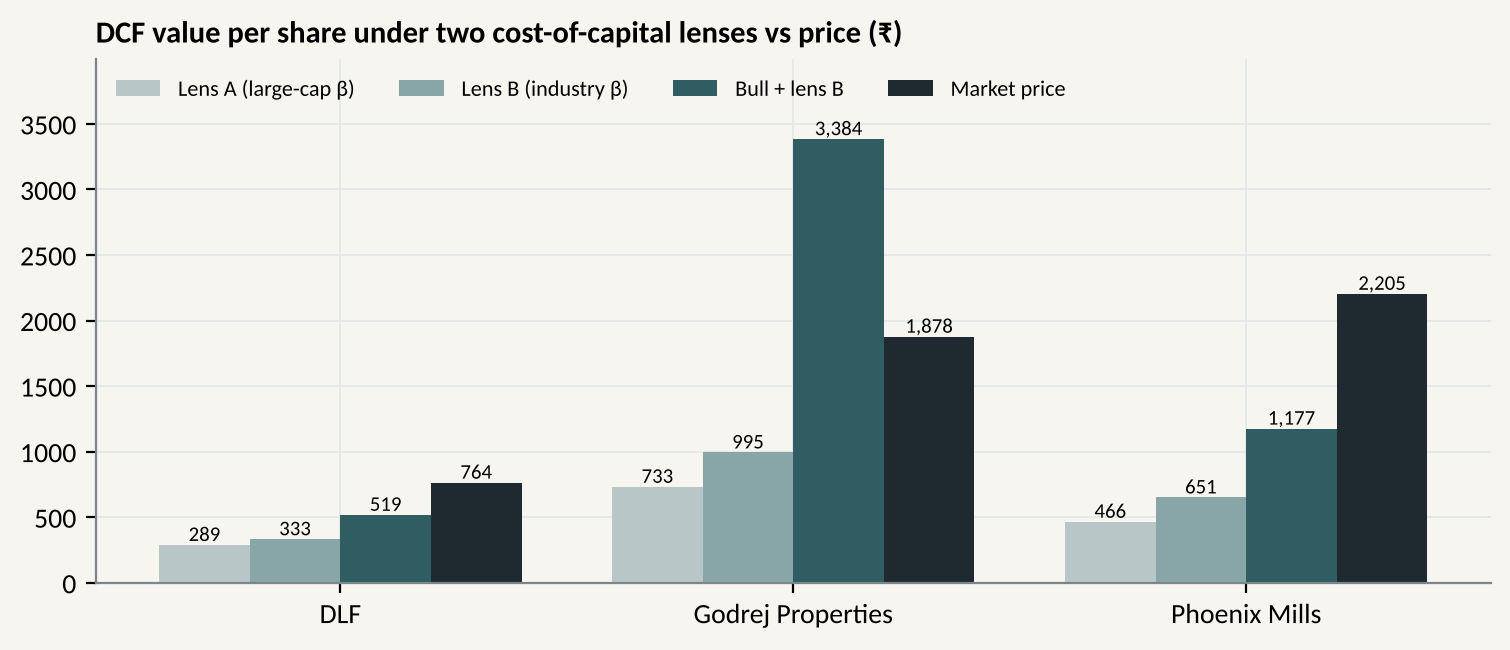 DCF value per share under two cost-of-capital lenses vs price (₹)
Lens A (large-cap β) Lens B (industry β) Bull + lens B Market price
3500
3000
2500
2000
1500
1000
500
0
289 333 519 764
733 995 3,384 1,878
466 651 1,177 2,205
DLF Godrej Properties Phoenix Mills